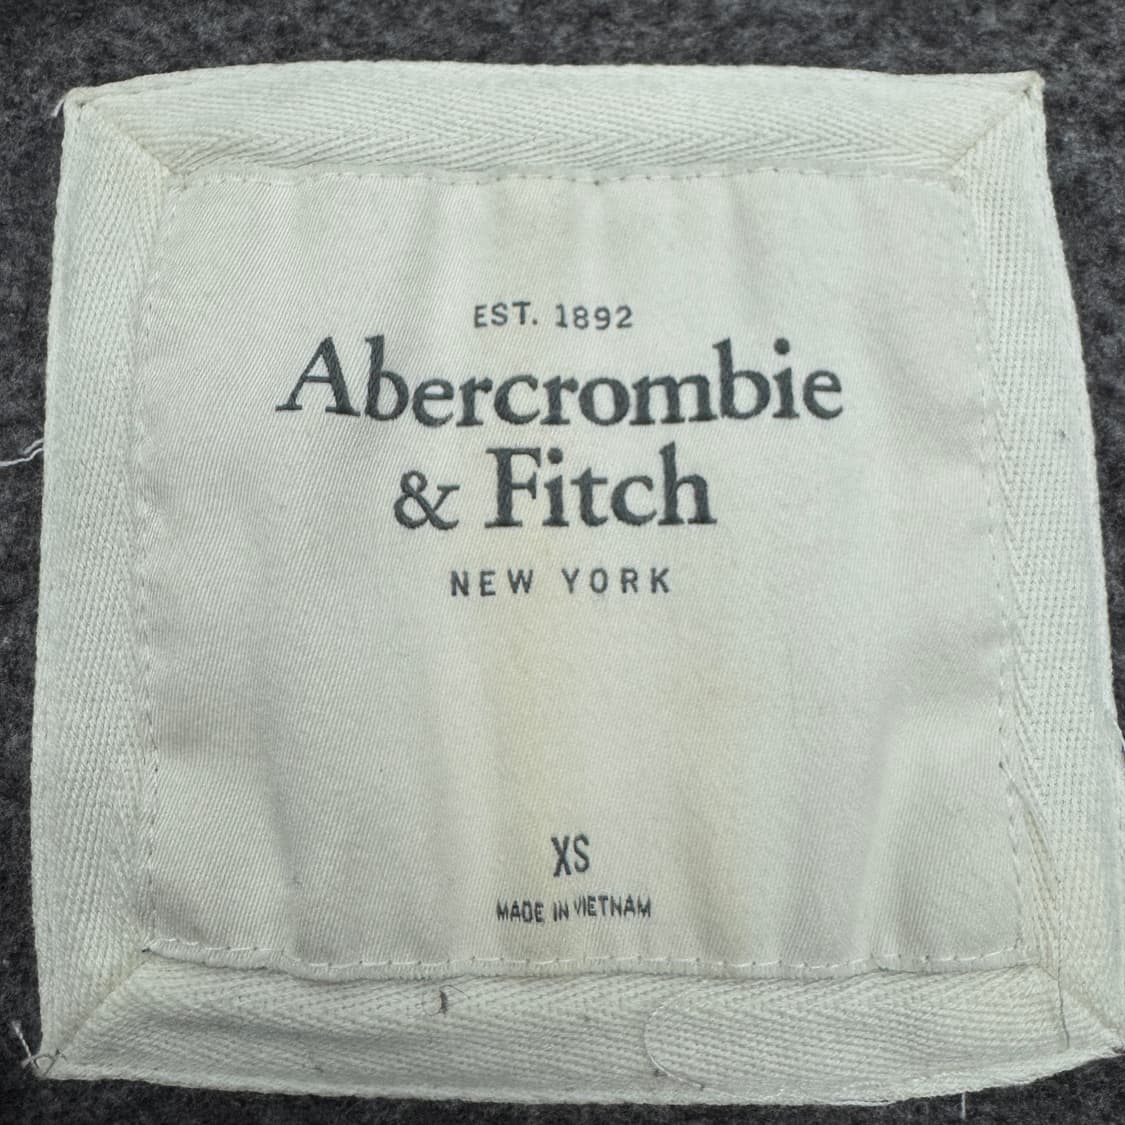 EST. 1892
Abercrombie
& Fitch
NEW YORK
XS
MADE IN VIETNAM